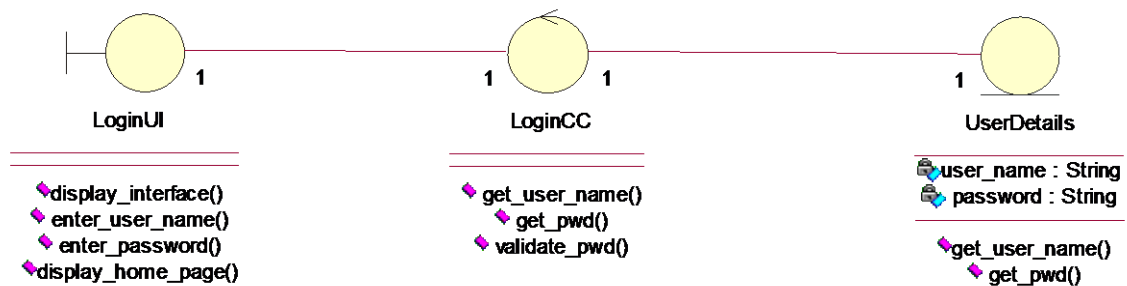 1 1 1 1
LoginUI
display_interface()
enter_user_name()
enter_password()
display_home_page()
LoginCC
get_user_name()
get_pwd()
validate_pwd()
UserDetails
user_name : String
password : String
get_user_name()
get_pwd()